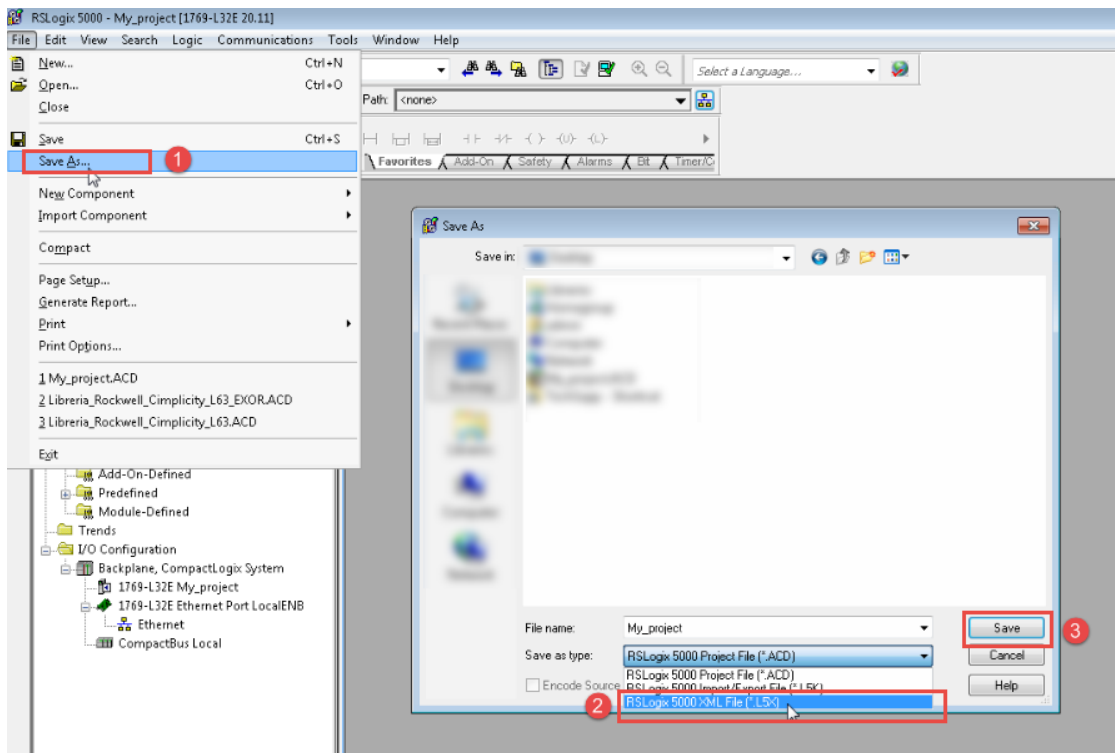 RSLogix 5000 - My_project [1769-L32E 20.11]
File Edit View Search Logic Communications Tools Window Help
New... Ctrl+N
Open... Ctrl+O
Close
Save Ctrl+S
Save As...
1
New Component
Import Component
Compact
Page Setup...
Generate Report...
Print
Print Options...
1 My_project.ACD
2 Libreria_Rockwell_Cimplicity_L63_EXOR.ACD
3 Libreria_Rockwell_Cimplicity_L63.ACD
Exit
Select a Language...
Path: <none>
Favorites Add-On Safety Alarms Bit Timer/C
Add-On-Defined
Predefined
Module-Defined
Trends
I/O Configuration
Backplane, CompactLogix System
1769-L32E My_project
1769-L32E Ethernet Port LocalENB
Ethernet
CompactBus Local
Save As
Save in:
File name: My_project Save
3
Save as type: RSLogix 5000 Project File (*.ACD) Cancel
RSLogix 5000 Project File (*.ACD)
Encode Source RSLogix 5000 Import/Export File (*.L5K) Help
2
RSLogix 5000 XML File (*.L5X)